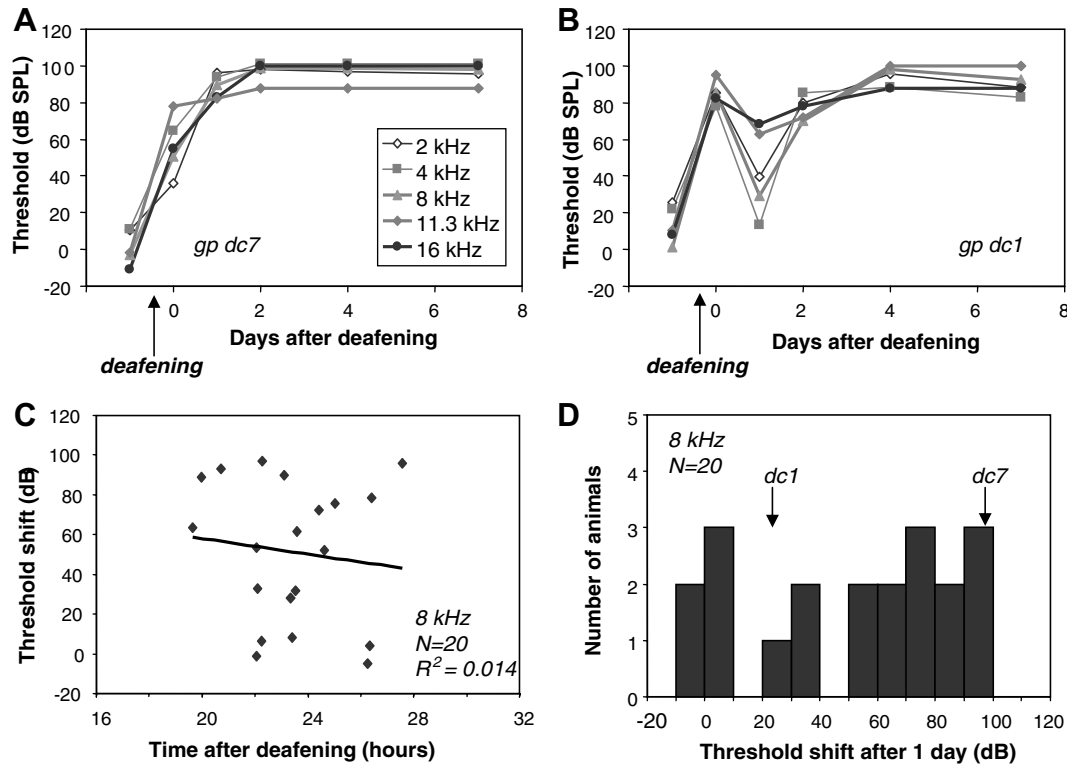 A
Threshold (dB SPL)
120
100
80
60
40
20
0
-20
2 kHz
4 kHz
8 kHz
11.3 kHz
16 kHz
gp dc7
0 2 4 6 8
Days after deafening
deafening
B
Threshold (dB SPL)
120
100
80
60
40
20
0
-20
gp dc1
0 2 4 6 8
Days after deafening
deafening
C
Threshold shift (dB)
120
100
80
60
40
20
0
-20
8 kHz
N=20
R² = 0.014
16 20 24 28 32
Time after deafening (hours)
D
Number of animals
5
4
3
2
1
0
8 kHz
N=20
dc1
dc7
-20 0 20 40 60 80 100 120
Threshold shift after 1 day (dB)